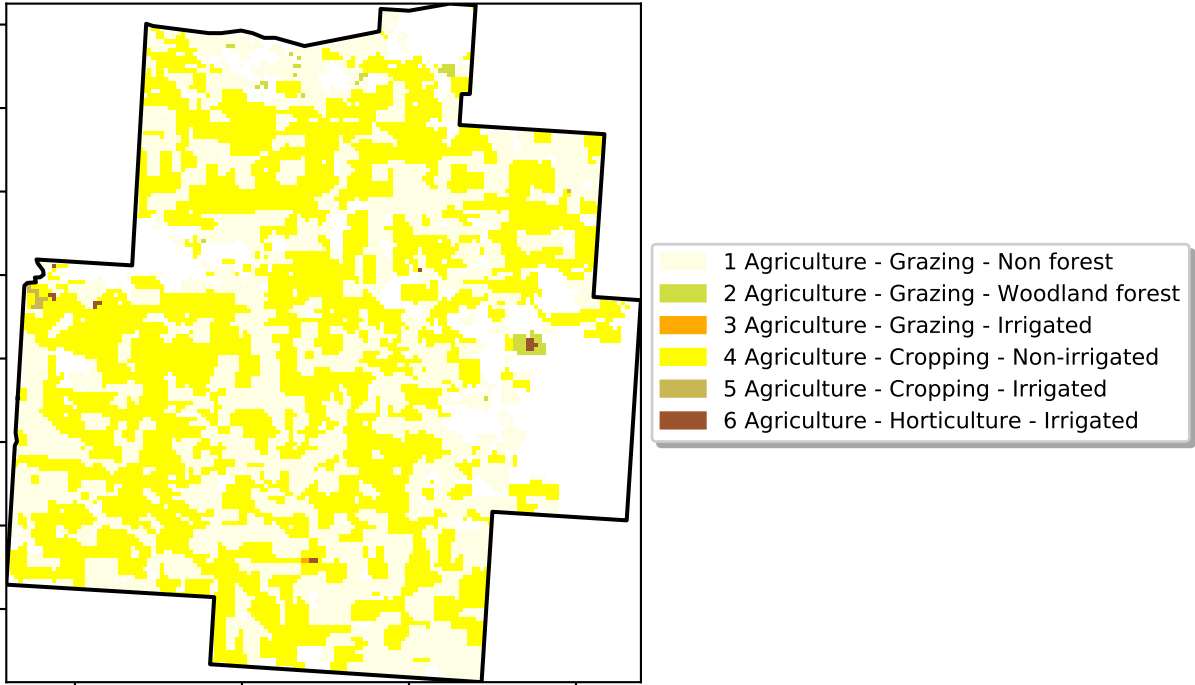 1 Agriculture - Grazing - Non forest
2 Agriculture - Grazing - Woodland forest
3 Agriculture - Grazing - Irrigated
4 Agriculture - Cropping - Non-irrigated
5 Agriculture - Cropping - Irrigated
6 Agriculture - Horticulture - Irrigated